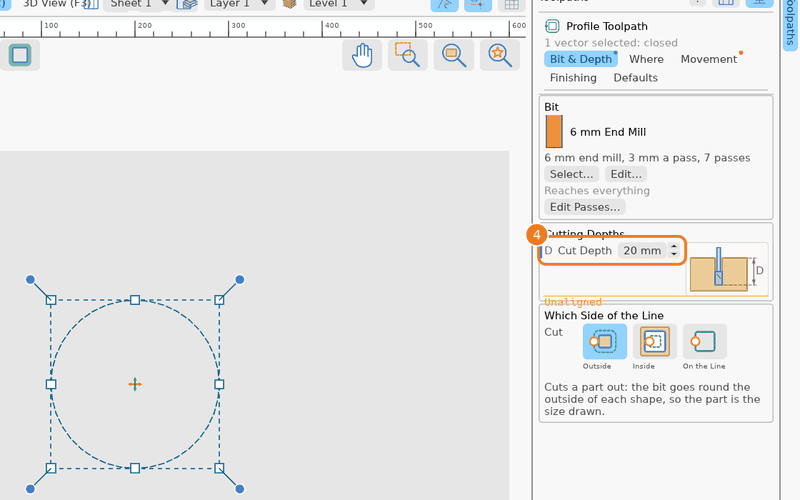 3D View (F3)
Sheet 1
Layer 1
Level 1
100
200
300
400
500
600
Toolpaths
Profile Toolpath
1 vector selected: closed
Bit & Depth
Where
Movement
Finishing
Defaults
Bit
6 mm End Mill
6 mm end mill, 3 mm a pass, 7 passes
Select...
Edit...
Reaches everything
Edit Passes...
4
Cutting Depths
D Cut Depth
20 mm
D
Unaligned
Which Side of the Line
Cut
Outside
Inside
On the Line
Cuts a part out: the bit goes round the
outside of each shape, so the part is the
size drawn.